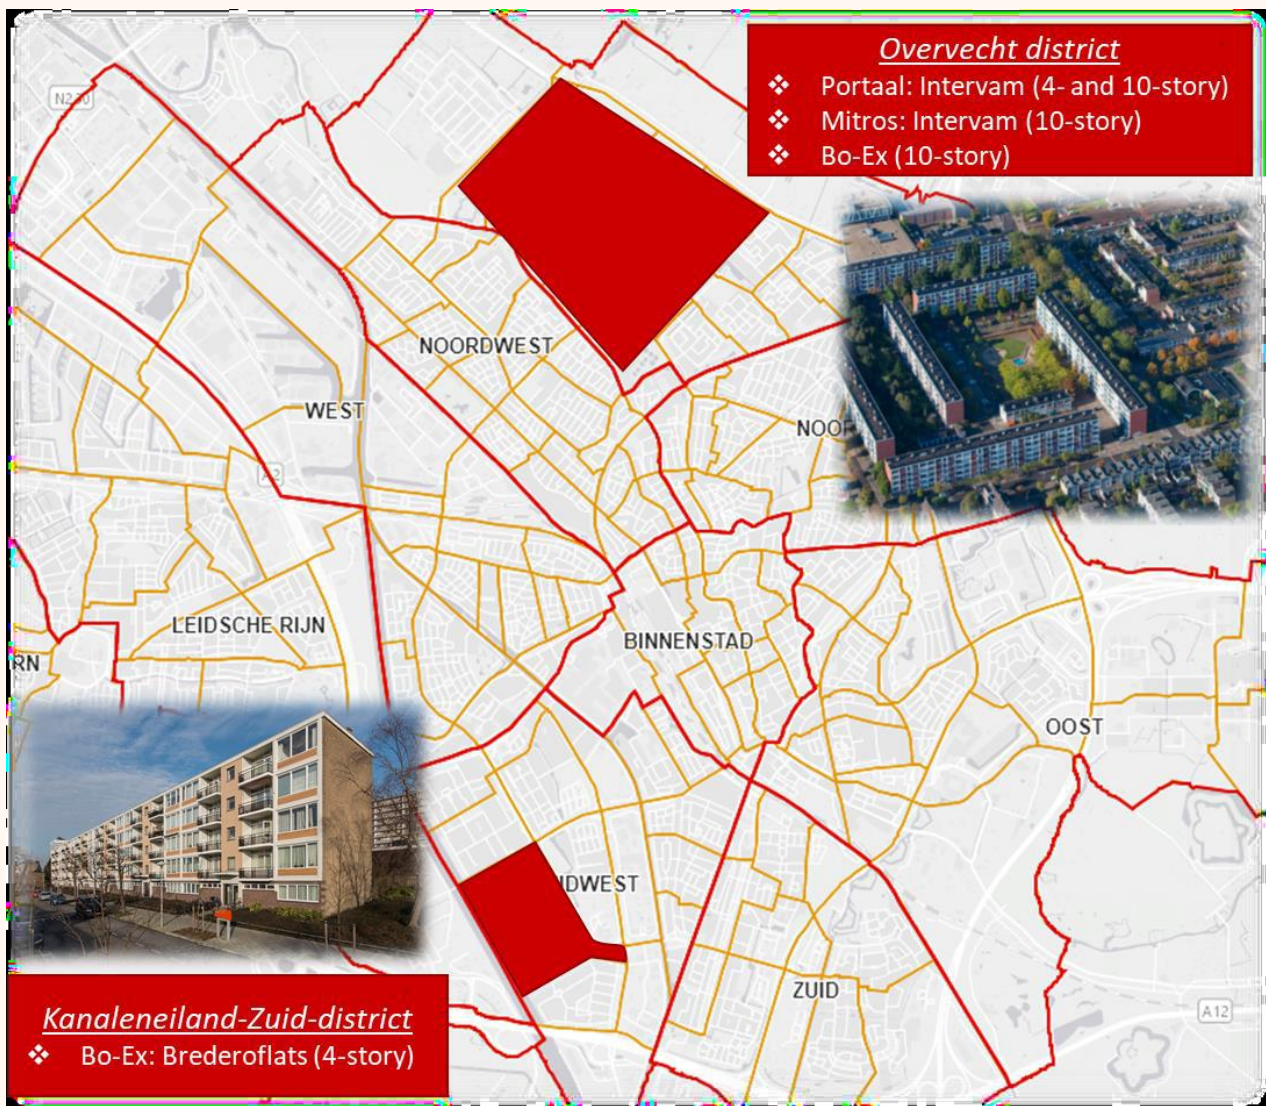 Overvecht district
❖ Portaal: Intervam (4- and 10-story)
❖ Mitros: Intervam (10-story)
❖ Bo-Ex (10-story)
N230
NOORDWEST
WEST
NOOR
A2
LEIDSCHE RIJN
BINNENSTAD
RN
OOST
IDWEST
ZUID
A12
Kanaleneiland-Zuid-district
❖ Bo-Ex: Brederoflats (4-story)